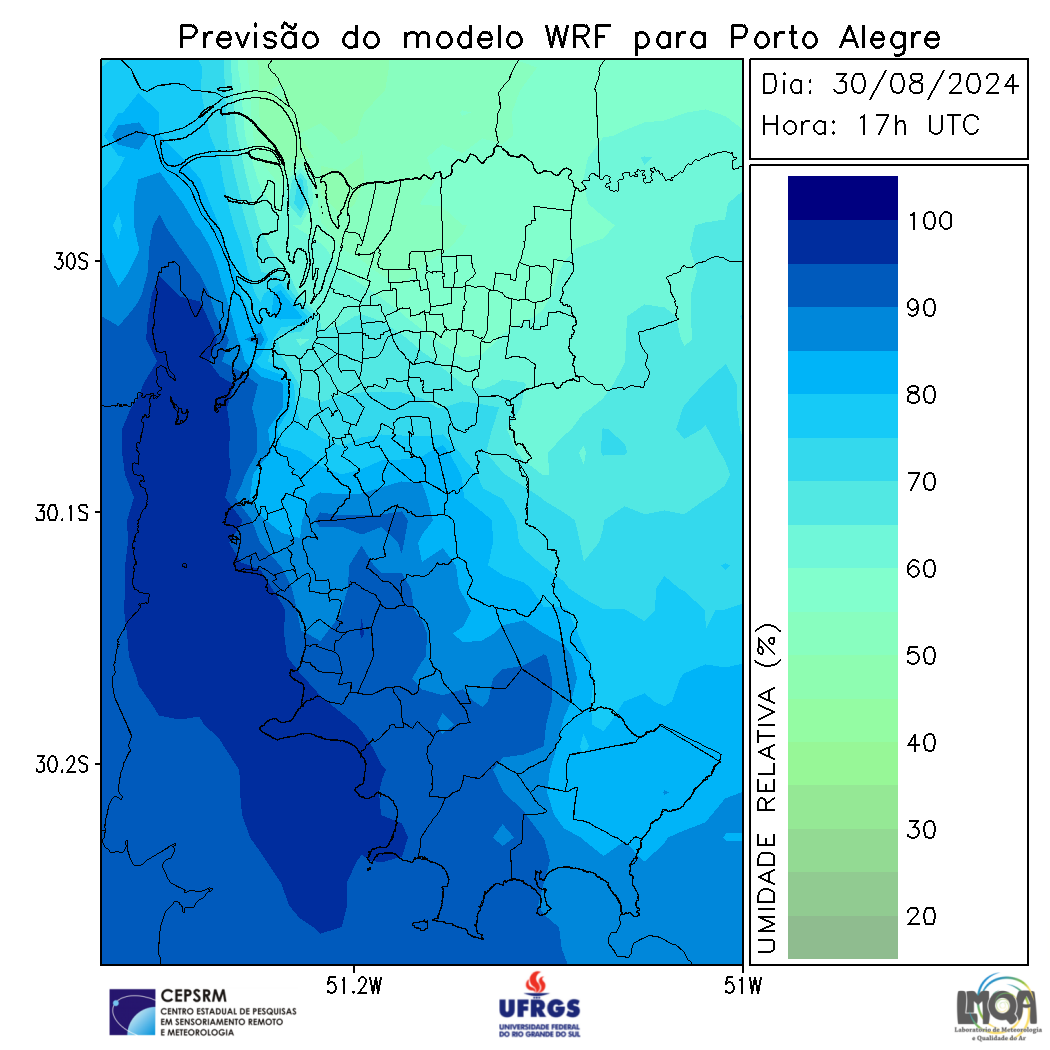 Previsão do modelo WRF para Porto Alegre
Dia: 30/08/2024
Hora: 17h UTC
100
90
80
70
60
50
40
30
20
UMIDADE RELATIVA (%)
30S
30.1S
30.2S
51.2W
51W
CEPSRM
CENTRO ESTADUAL DE PESQUISAS
EM SENSORIAMENTO REMOTO
E METEOROLOGIA
UFRGS
UNIVERSIDADE FEDERAL
DO RIO GRANDE DO SUL
LMQA
Laboratório de Meteorologia
e Qualidade do Ar